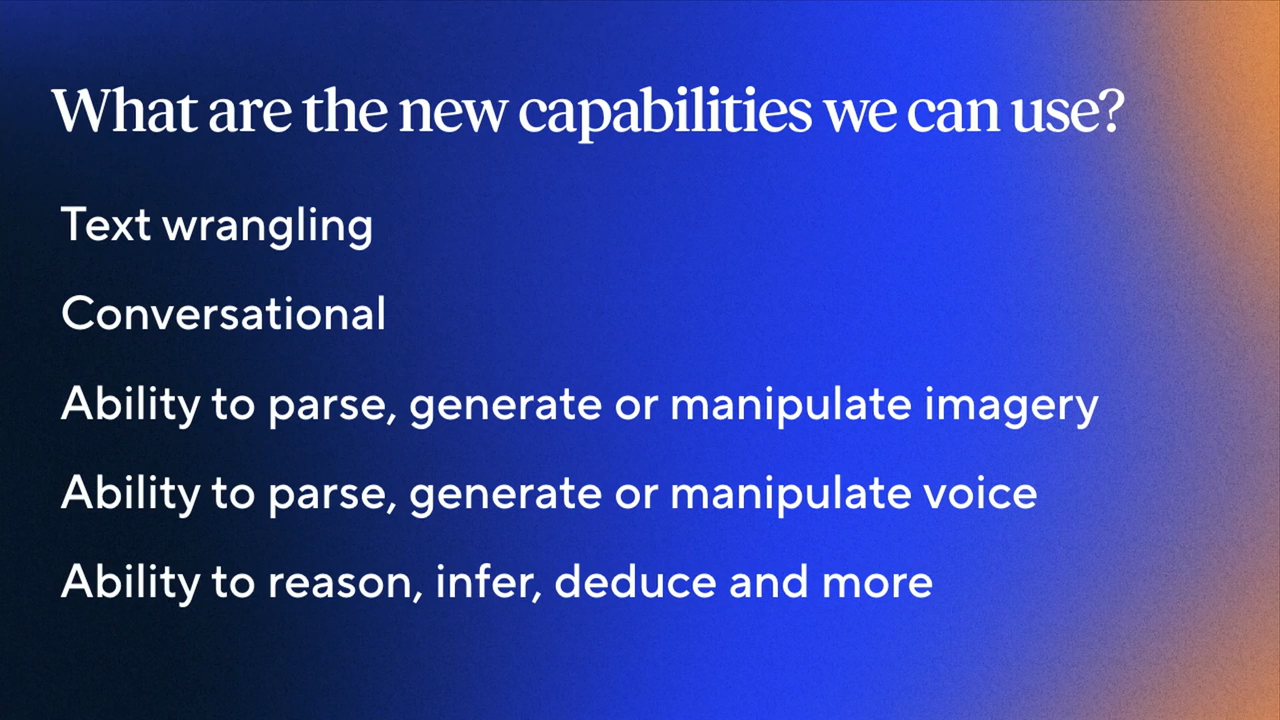 What are the new capabilities we can use?
Text wrangling
Conversational
Ability to parse, generate or manipulate imagery
Ability to parse, generate or manipulate voice
Ability to reason, infer, deduce and more